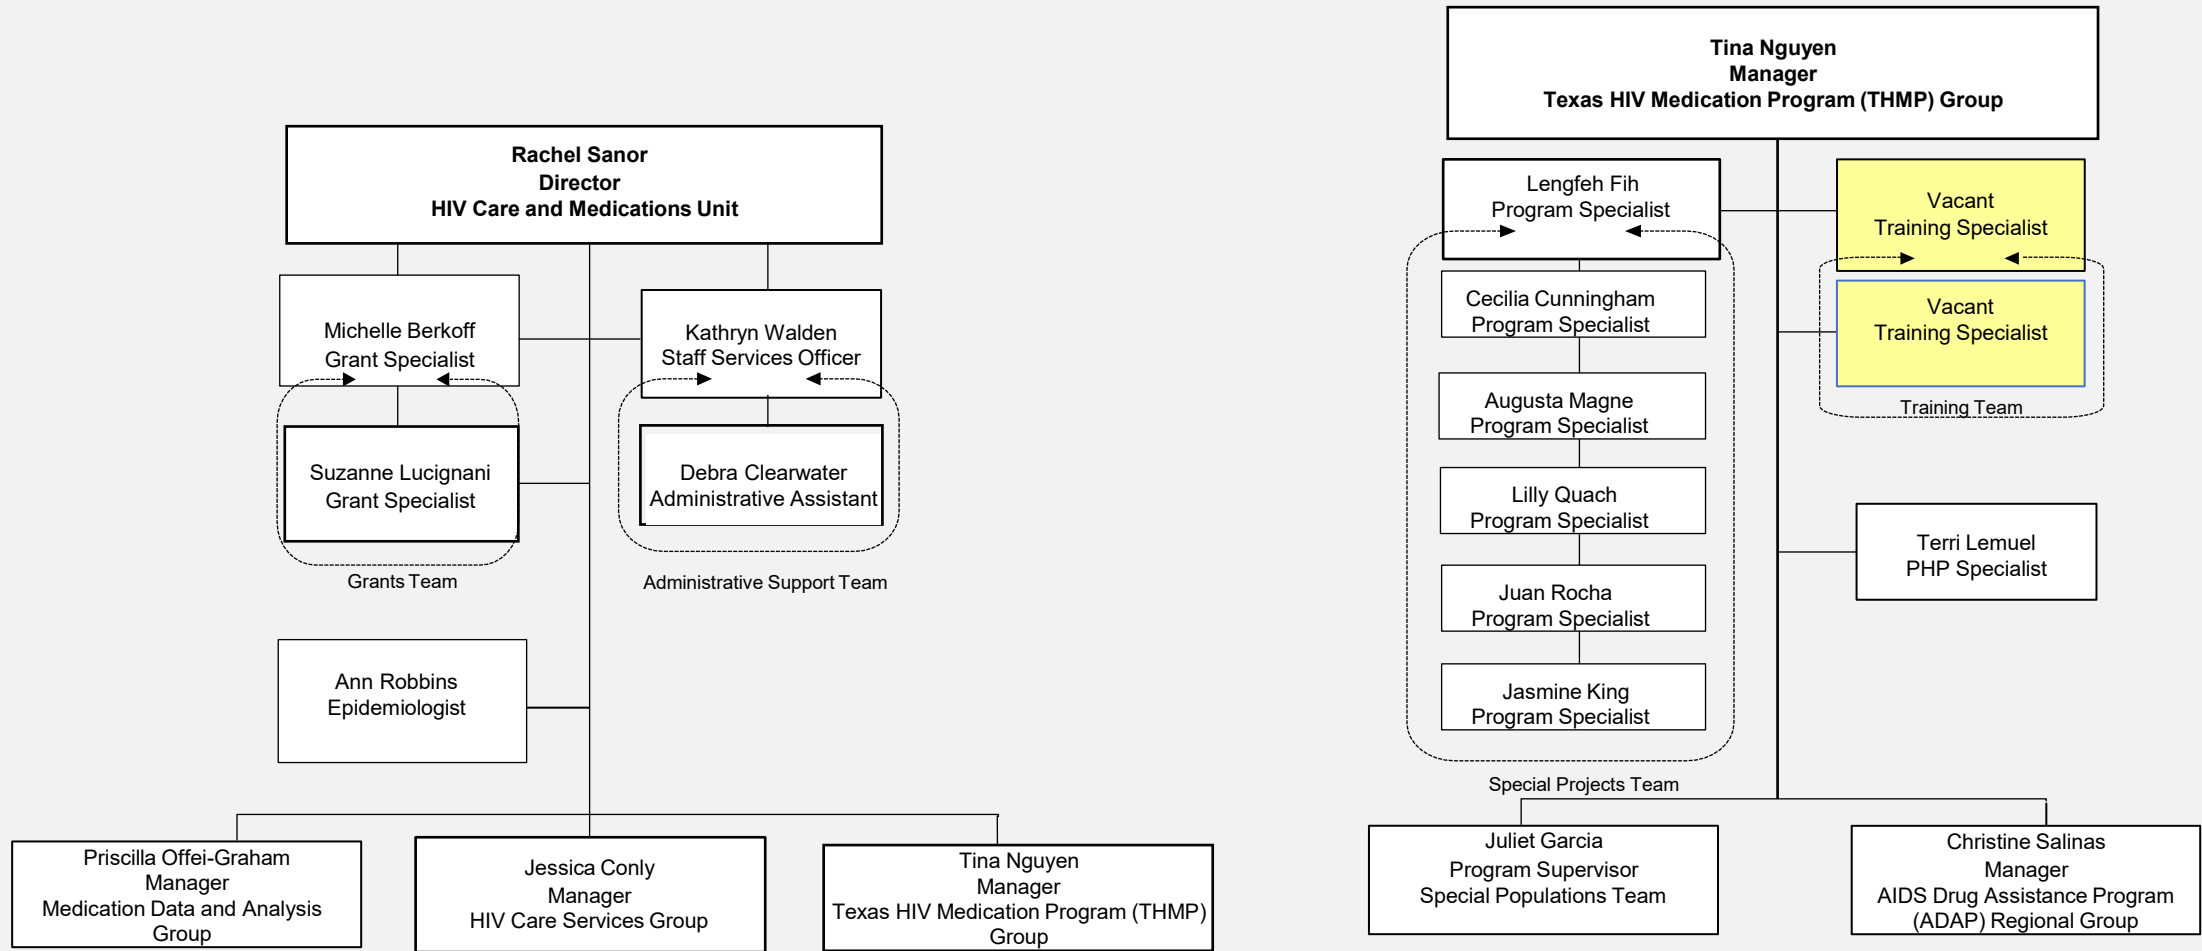 Rachel Sanor
Director
HIV Care and Medications Unit
Michelle Berkoff
Grant Specialist
Kathryn Walden
Staff Services Officer
Suzanne Lucignani
Grant Specialist
Debra Clearwater
Administrative Assistant
Grants Team
Administrative Support Team
Ann Robbins
Epidemiologist
Priscilla Offei-Graham
Manager
Medication Data and Analysis
Group
Jessica Conly
Manager
HIV Care Services Group
Tina Nguyen
Manager
Texas HIV Medication Program (THMP)
Group
Tina Nguyen
Manager
Texas HIV Medication Program (THMP) Group
Lengfeh Fih
Program Specialist
Vacant
Training Specialist
Cecilia Cunningham
Program Specialist
Vacant
Training Specialist
Training Team
Augusta Magne
Program Specialist
Lilly Quach
Program Specialist
Terri Lemuel
PHP Specialist
Juan Rocha
Program Specialist
Jasmine King
Program Specialist
Special Projects Team
Juliet Garcia
Program Supervisor
Special Populations Team
Christine Salinas
Manager
AIDS Drug Assistance Program
(ADAP) Regional Group